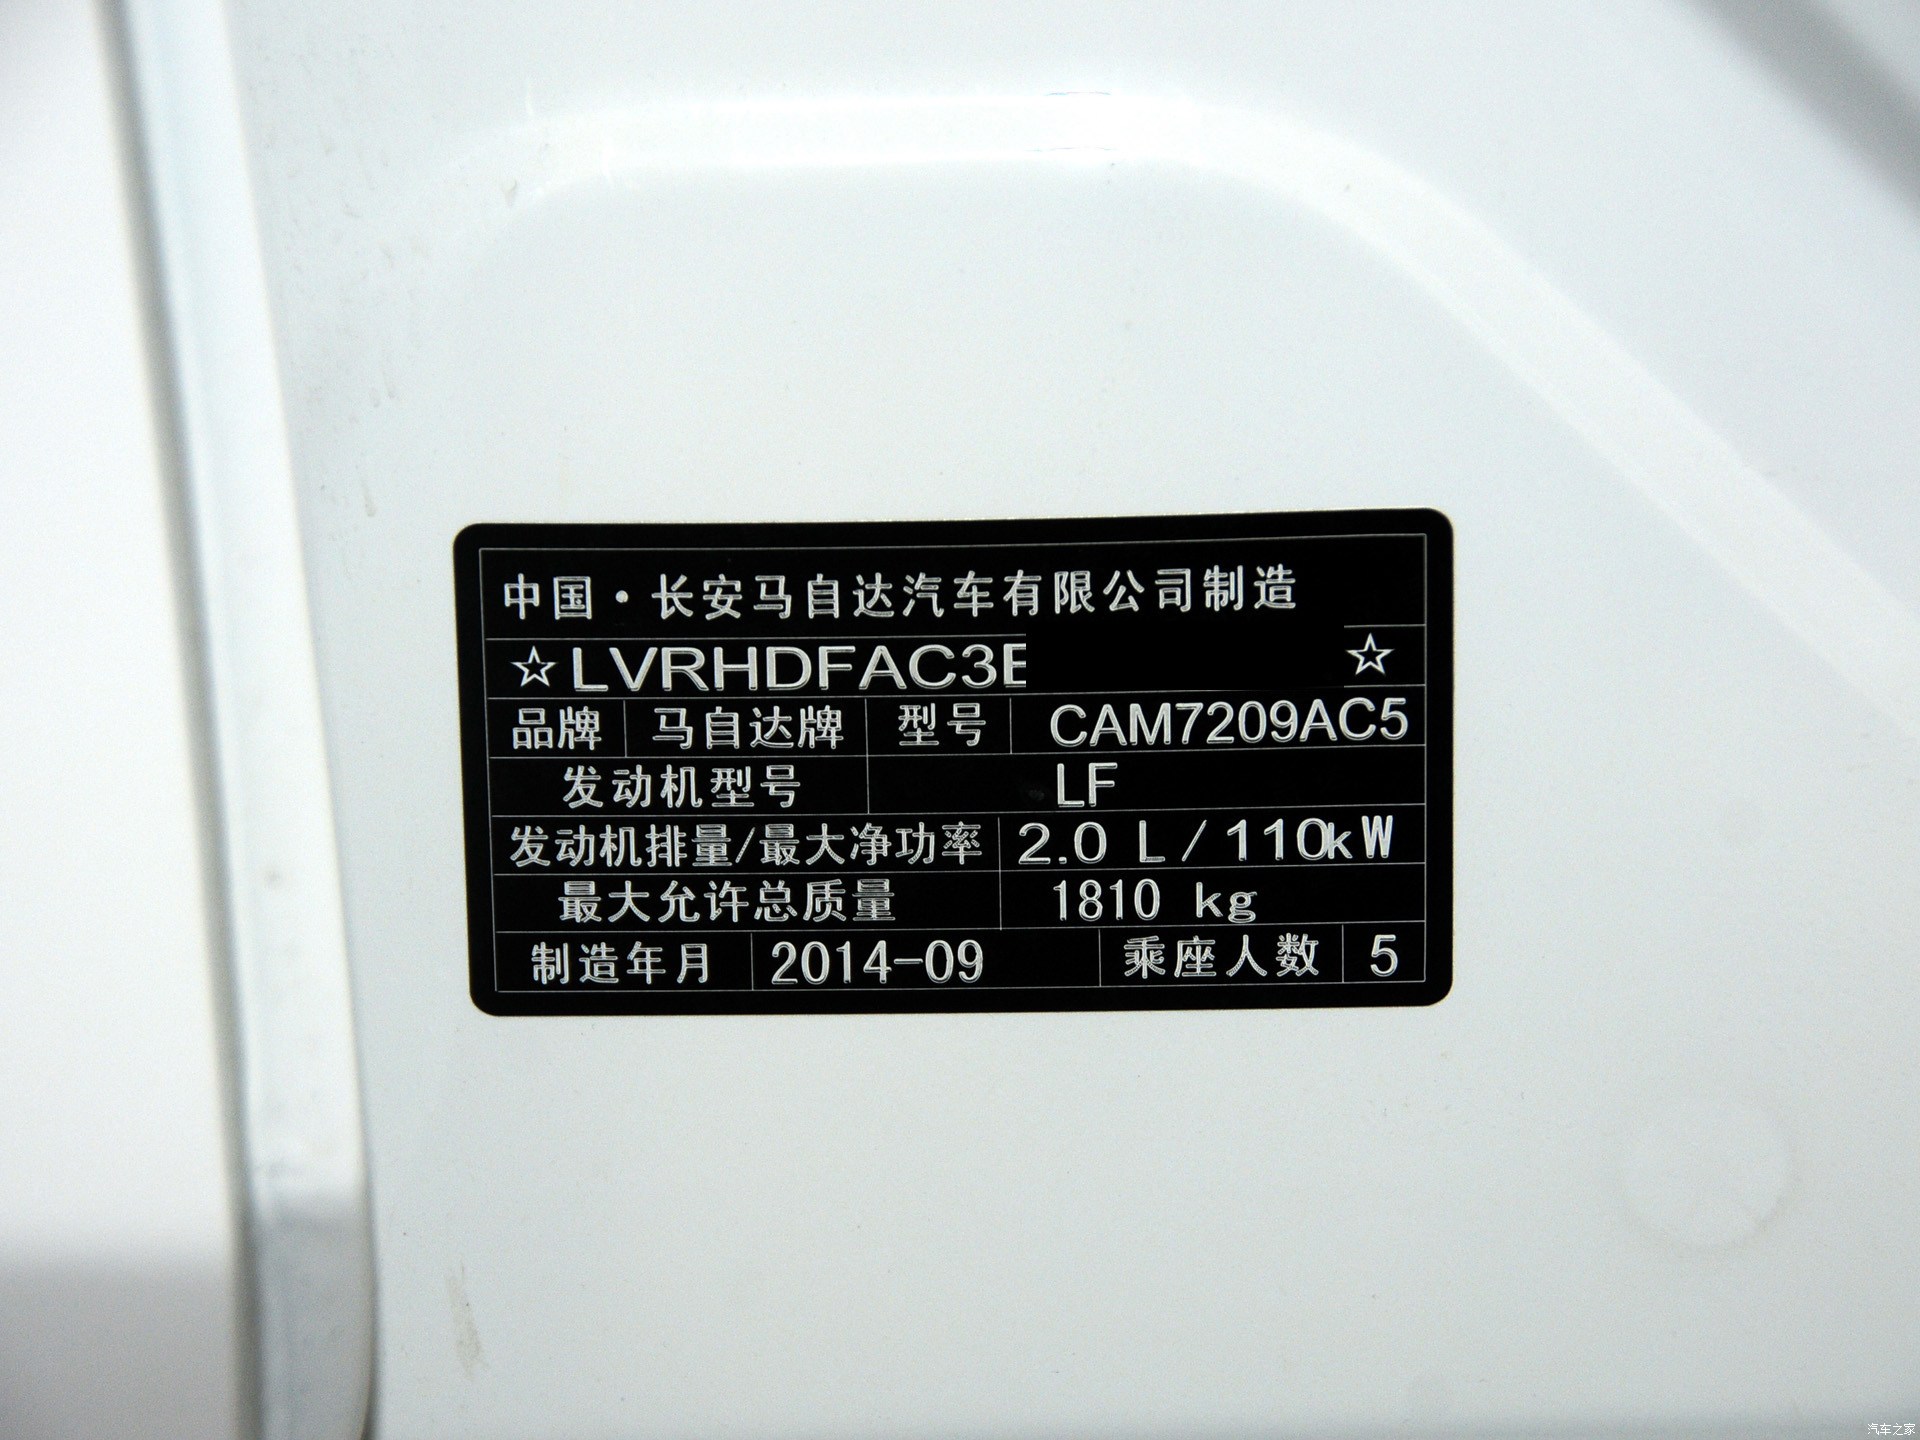 中国·长安马自达汽车有限公司制造
☆LVRHDFAC3E ☆
品牌 马自达牌 型号 CAM7209AC5
发动机型号 LF
发动机排量/最大净功率 2.0 L/110kW
最大允许总质量 1810 kg
制造年月 2014-09 乘座人数 5
汽车之家